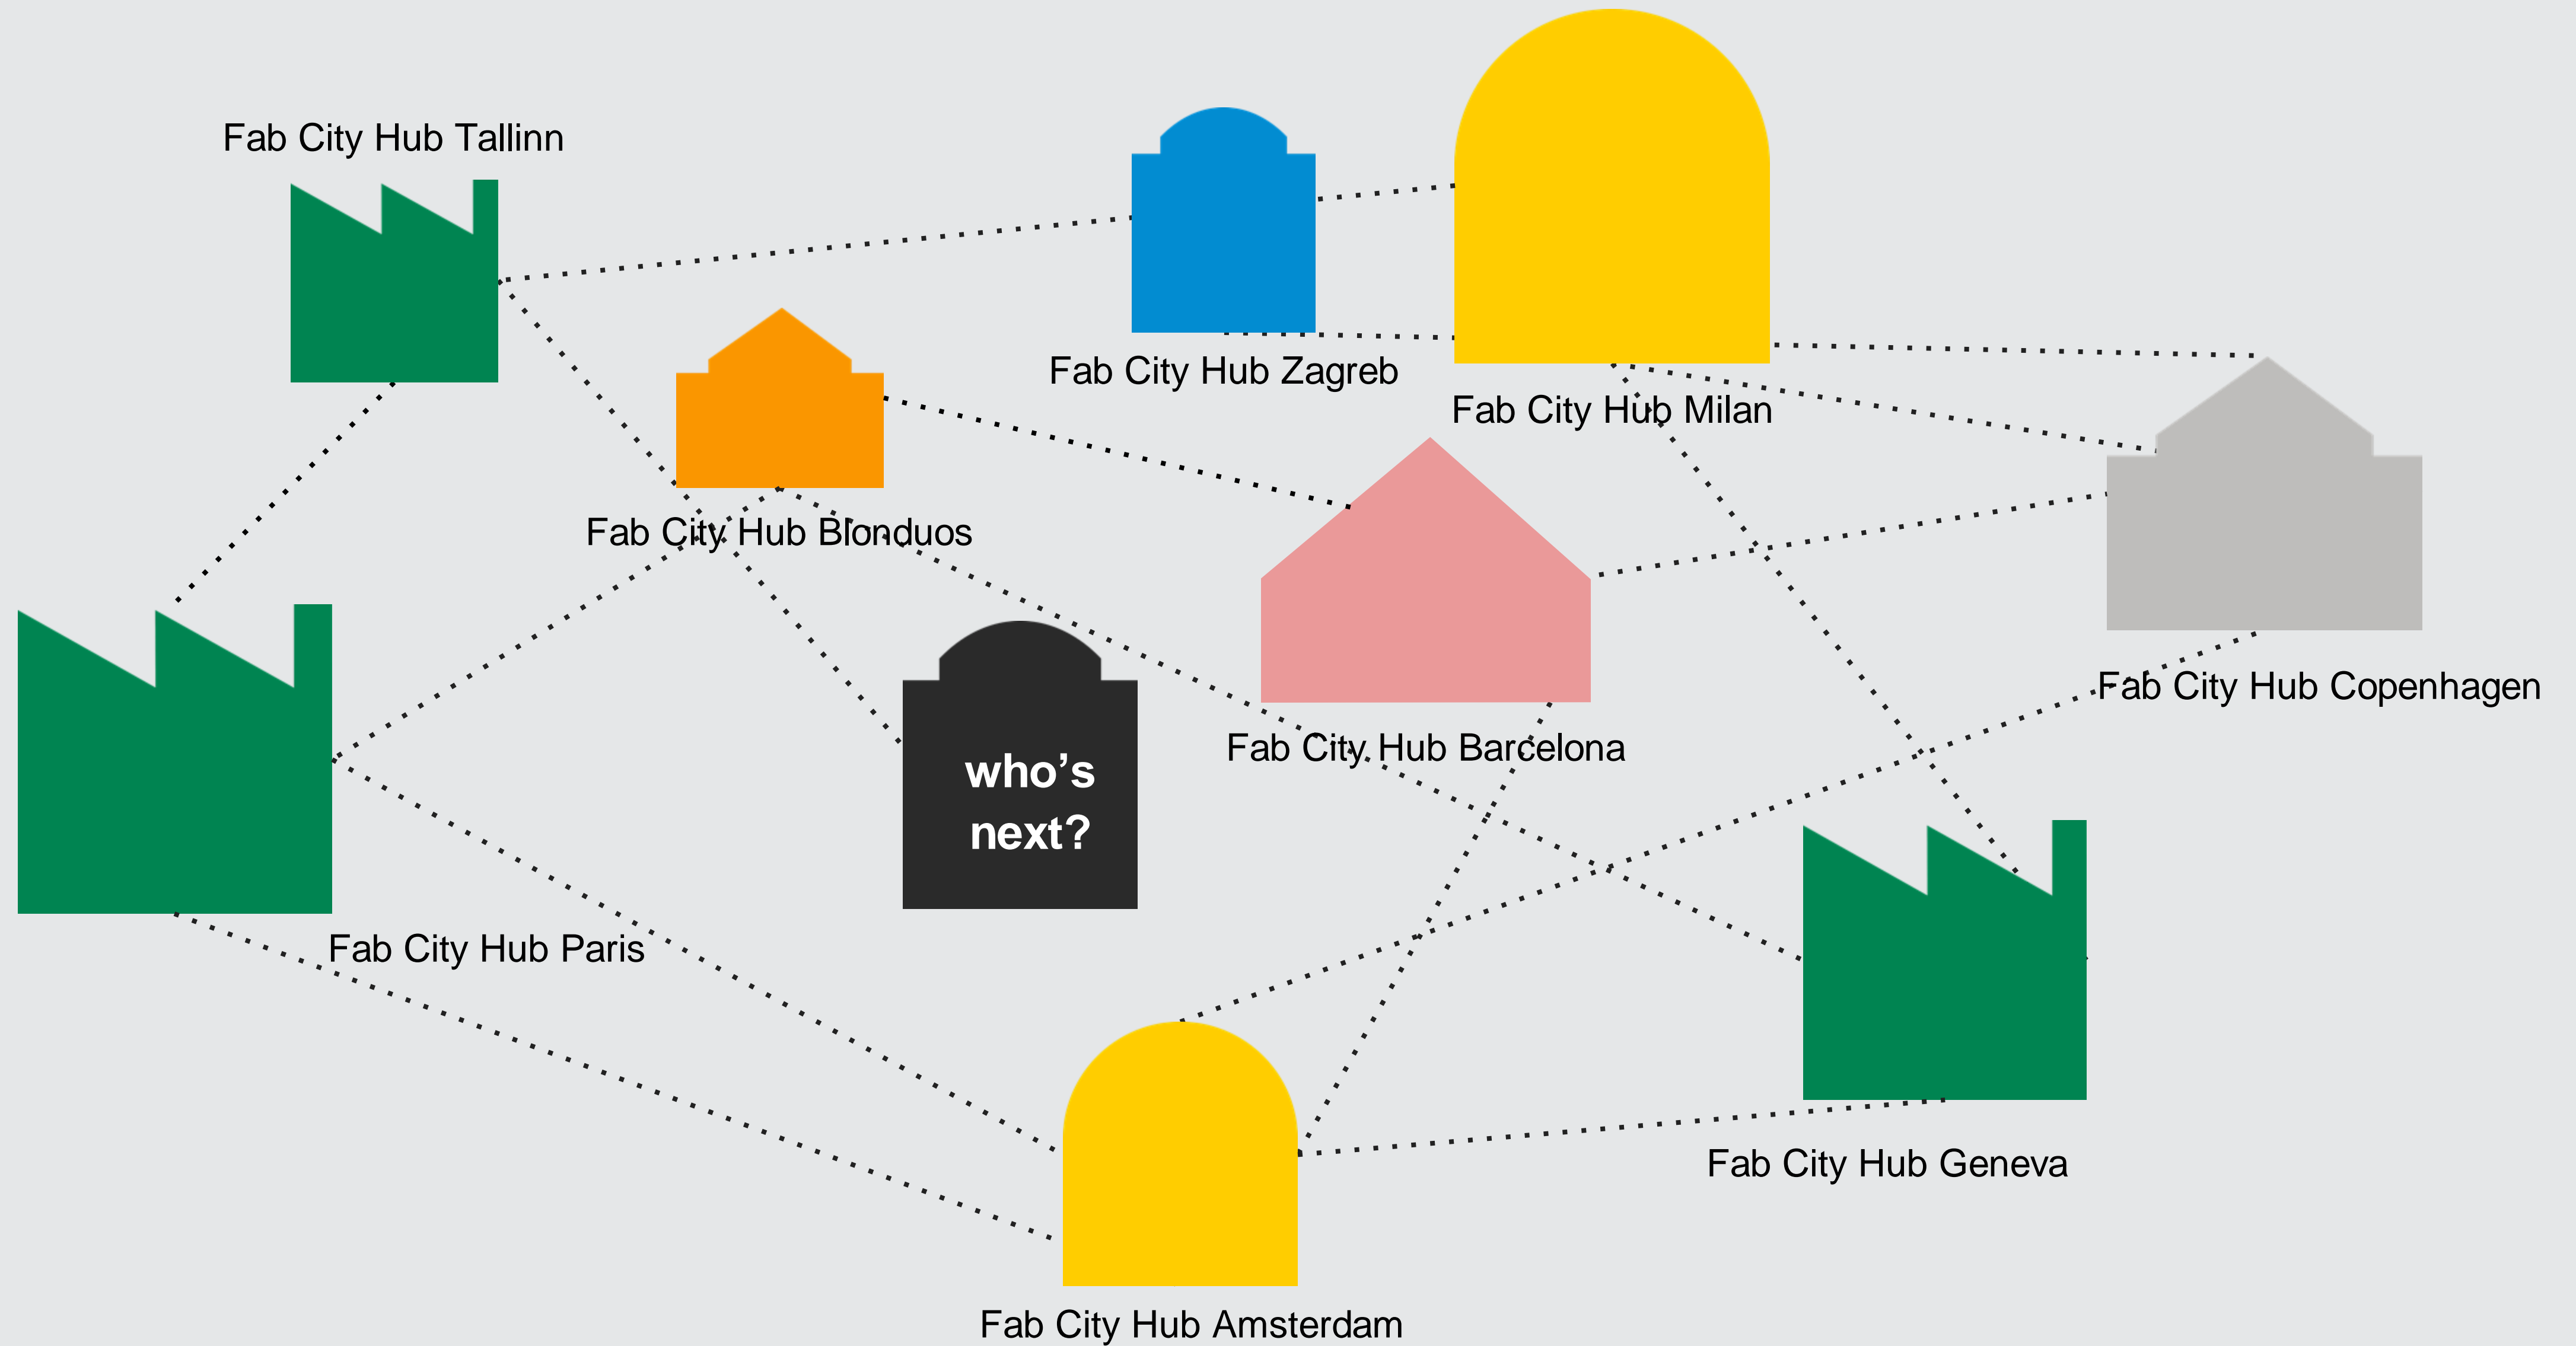 Fab City Hub Tallinn
Fab City Hub Zagreb
Fab City Hub Milan
Fab City Hub Blonduos
Fab City Hub Copenhagen
Fab City Hub Barcelona
who’s
next?
Fab City Hub Paris
Fab City Hub Geneva
Fab City Hub Amsterdam